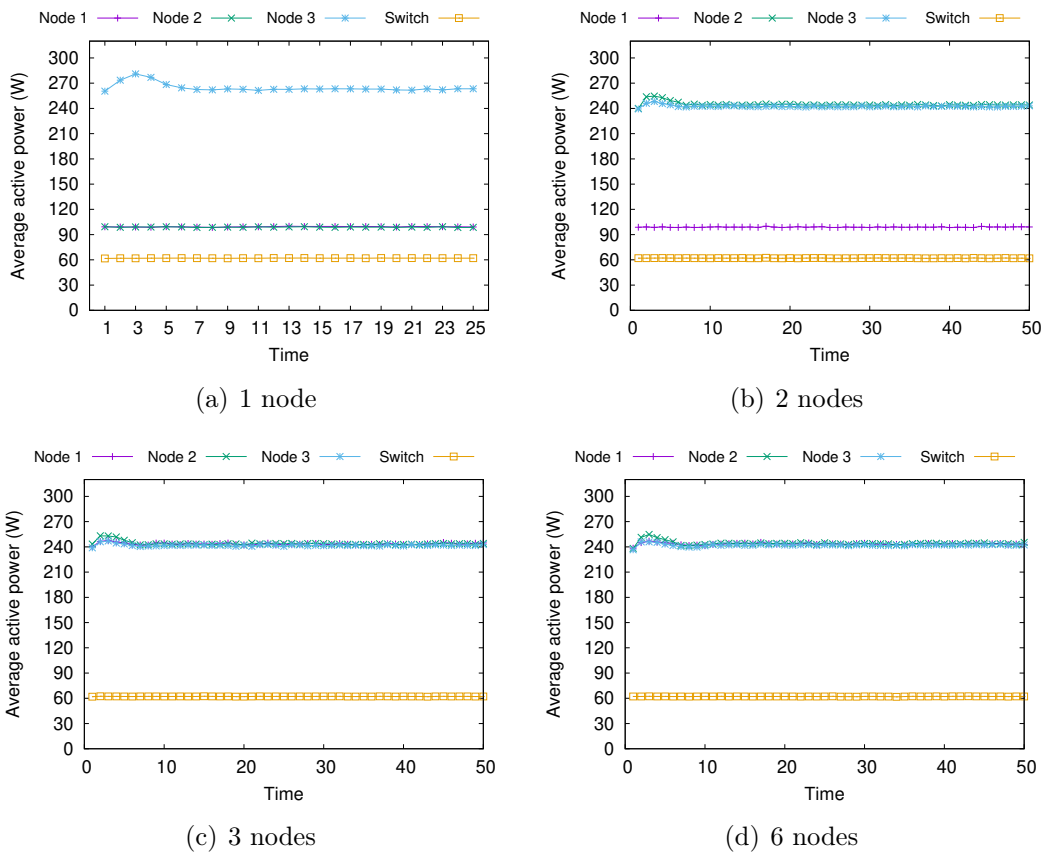 Node 1 Node 2 Node 3 Switch
Average active power (W)
300
270
240
210
180
150
120
90
60
30
0
1 3 5 7 9 11 13 15 17 19 21 23 25
Time
(a) 1 node
Node 1 Node 2 Node 3 Switch
Average active power (W)
300
270
240
210
180
150
120
90
60
30
0
0 10 20 30 40 50
Time
(b) 2 nodes
Node 1 Node 2 Node 3 Switch
Average active power (W)
300
270
240
210
180
150
120
90
60
30
0
0 10 20 30 40 50
Time
(c) 3 nodes
Node 1 Node 2 Node 3 Switch
Average active power (W)
300
270
240
210
180
150
120
90
60
30
0
0 10 20 30 40 50
Time
(d) 6 nodes